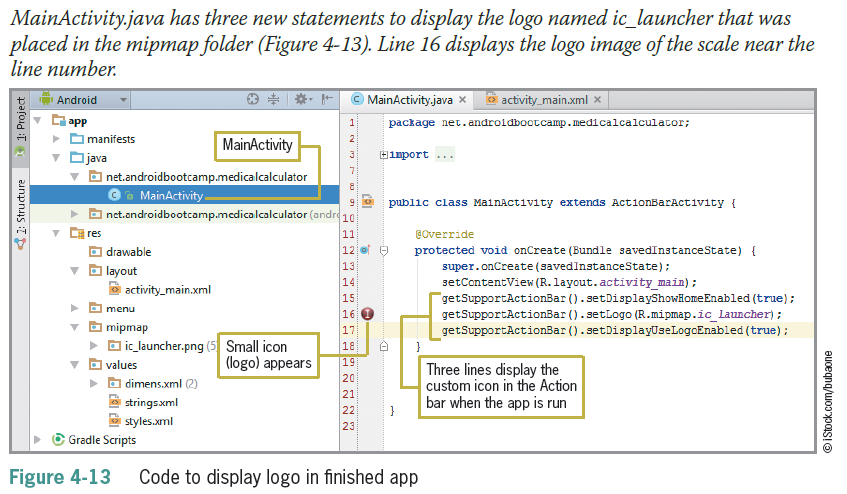 MainActivity.java has three new statements to display the logo named ic_launcher that was
placed in the mipmap folder (Figure 4-13). Line 16 displays the logo image of the scale near the
line number.
Android
MainActivity.java ×
activity_main.xml ×
1: Project
2: Structure
app
manifests
java
net.androidbootcamp.medicalcalculator
MainActivity
net.androidbootcamp.medicalcalculator (andro
res
drawable
layout
activity_main.xml
menu
mipmap
ic_launcher.png (5)
values
dimens.xml (2)
strings.xml
styles.xml
Gradle Scripts
MainActivity
Small icon
(logo) appears
1 package net.androidbootcamp.medicalcalculator;
2
3 import ...
7
8
9 public class MainActivity extends ActionBarActivity {
10
11 @Override
12 protected void onCreate(Bundle savedInstanceState) {
13 super.onCreate(savedInstanceState);
14 setContentView(R.layout.activity_main);
15 getSupportActionBar().setDisplayShowHomeEnabled(true);
16 getSupportActionBar().setLogo(R.mipmap.ic_launcher);
17 getSupportActionBar().setDisplayUseLogoEnabled(true);
18 }
19
20
21
22 }
23
Three lines display the
custom icon in the Action
bar when the app is run
© iStock.com/bubaone
Figure 4-13 Code to display logo in finished app